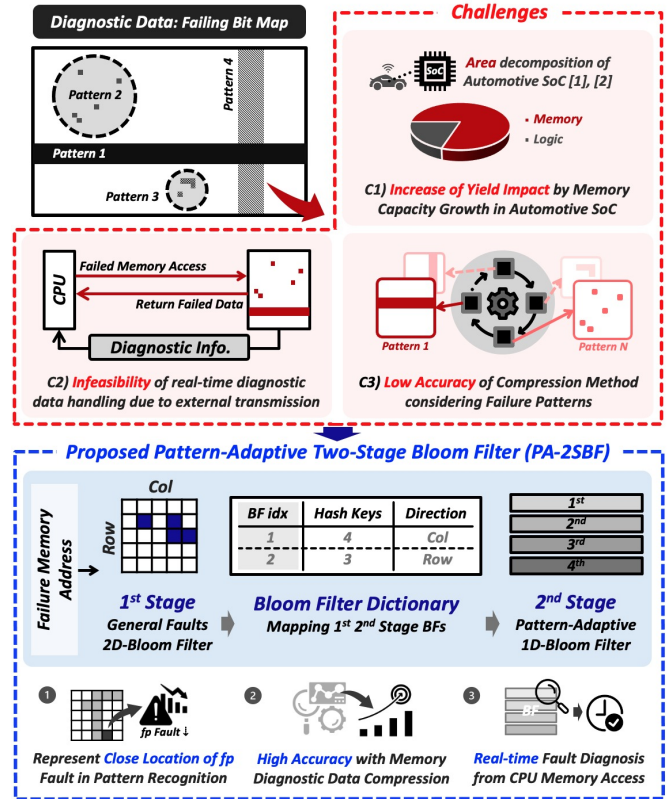 Diagnostic Data: Failing Bit Map
Pattern 2
Pattern 4
Pattern 1
Pattern 3
Challenges
SoC
Area decomposition of
Automotive SoC [1], [2]
• Memory
• Logic
C1) Increase of Yield Impact by Memory
Capacity Growth in Automotive SoC
CPU
Failed Memory Access
Return Failed Data
Diagnostic Info.
C2) Infeasibility of real-time diagnostic
data handling due to external transmission
Pattern 1
Pattern N
C3) Low Accuracy of Compression Method
considering Failure Patterns
Proposed Pattern-Adaptive Two-Stage Bloom Filter (PA-2SBF)
Failure Memory
Address
Col
Row
1st Stage
General Faults
2D-Bloom Filter
BF idx Hash Keys Direction
1 4 Col
2 3 Row
Bloom Filter Dictionary
Mapping 1st 2nd Stage BFs
1st
2nd
3rd
4th
2nd Stage
Pattern-Adaptive
1D-Bloom Filter
1
fp Fault ↓
Represent Close Location of fp
Fault in Pattern Recognition
2
High Accuracy with Memory
Diagnostic Data Compression
3
BF
Real-time Fault Diagnosis
from CPU Memory Access